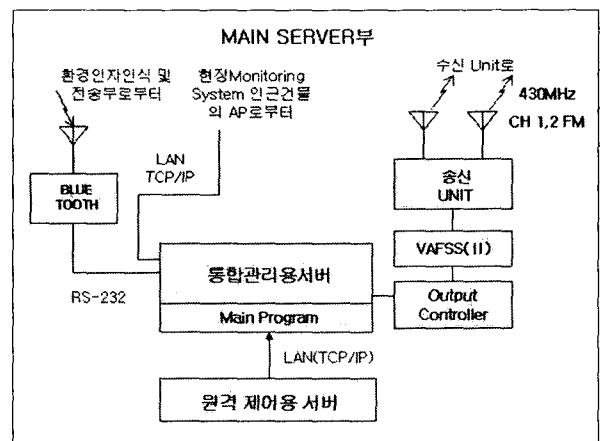 MAIN SERVER부
환경인자인식 및
전송부로부터
현장Monitoring
System 인근건물
의 AP로부터
수신 Unit로
430MHz
CH 1,2 FM
LAN
TCP/IP
BLUE
TOOTH
송신
UNIT
VAFSS(II)
통합관리용서버
RS-232
Main Program
Output
Controller
LAN(TCP/IP)
원격 제어용 서버